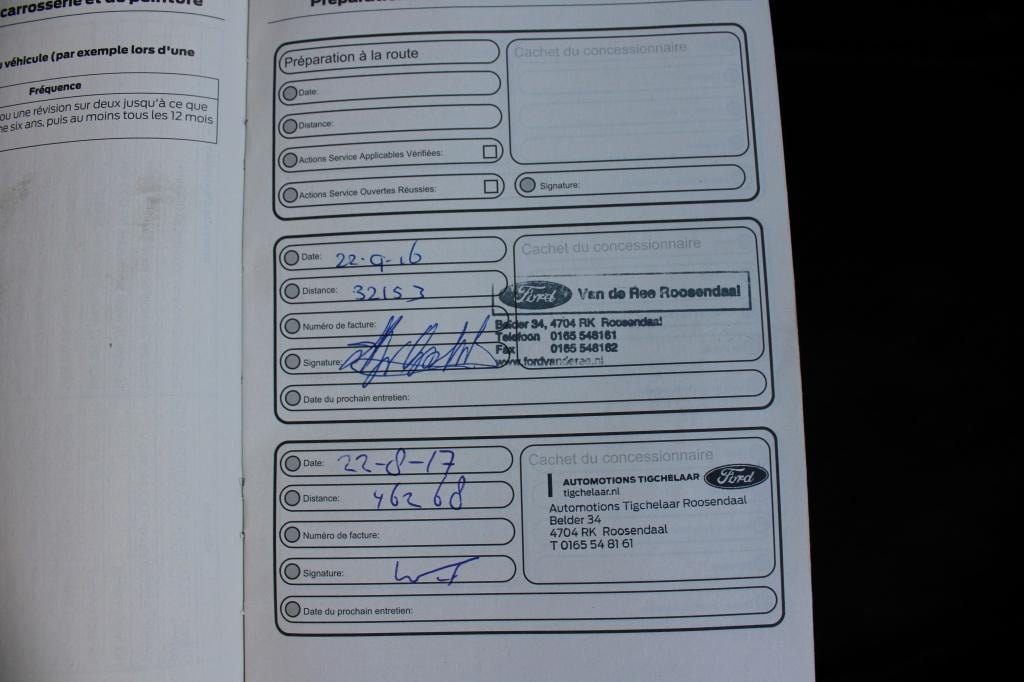 carrosserie et de peinture
véhicule (par exemple lors d'une
Fréquence
ou une révision sur deux jusqu'à ce que
ne six ans, puis au moins tous les 12 mois
Préparation
Préparation à la route
Cachet du concessionnaire
Date:
Distance:
Actions Service Applicables Vérifiées:
Actions Service Ouvertes Réussies:
Signature:
Date: 22-9-16
Cachet du concessionnaire
Distance: 32153
Ford Van de Ree Roosendaal
Numéro de facture:
Belder 34, 4704 RK Roosendaal
Telefoon 0165 548161
Fax 0165 548162
www.fordvanderee.nl
Signature:
Date du prochain entretien:
Date: 22-8-17
Cachet du concessionnaire
Distance: 46268
AUTOMOTIONS TIGCHELAAR Ford
tigchelaar.nl
Automotions Tigchelaar Roosendaal
Belder 34
4704 RK Roosendaal
T 0165 54 81 61
Numéro de facture:
Signature:
Date du prochain entretien: